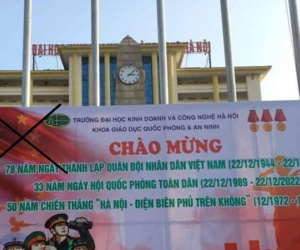 ĐẠI HỌC HÀ NỘI
TRƯỜNG ĐẠI HỌC KINH DOANH VÀ CÔNG NGHỆ HÀ NỘI
KHOA GIÁO DỤC QUỐC PHÒNG & AN NINH
CHÀO MỪNG
78 NĂM NGÀY THÀNH LẬP QUÂN ĐỘI NHÂN DÂN VIỆT NAM (22/12/1944 - 22/1
33 NĂM NGÀY HỘI QUỐC PHÒNG TOÀN DÂN (22/12/1989 - 22/12/2022
50 NĂM CHIẾN THẮNG "HÀ NỘI - ĐIỆN BIÊN PHỦ TRÊN KHÔNG" (12/1972 -